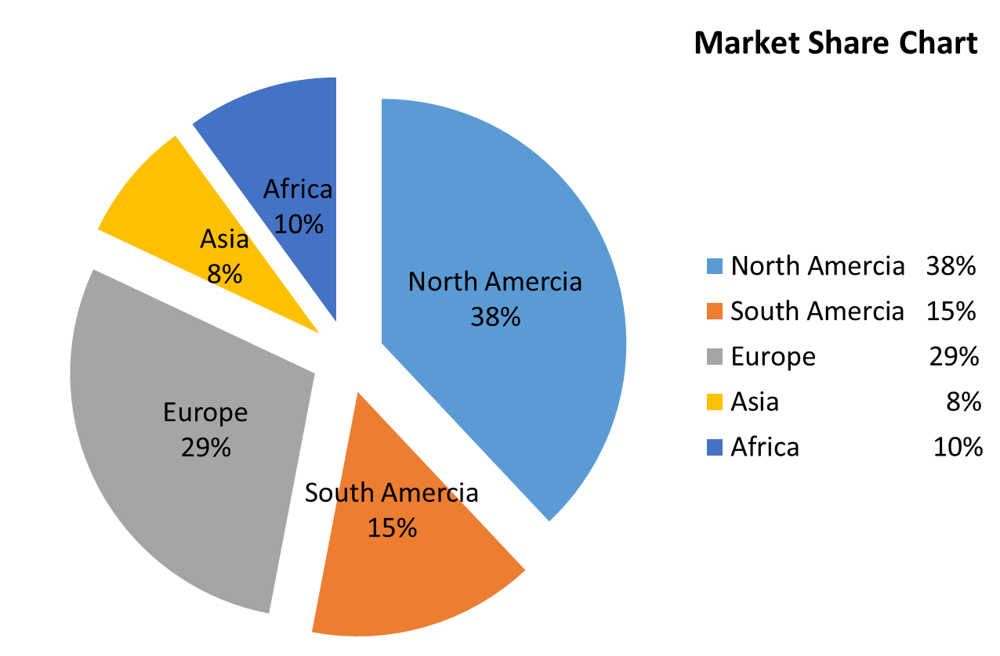 Market Share Chart
Africa
10%
Asia
8%
North Amercia
38%
Europe
29%
South Amercia
15%
North Amercia 38%
South Amercia 15%
Europe 29%
Asia 8%
Africa 10%